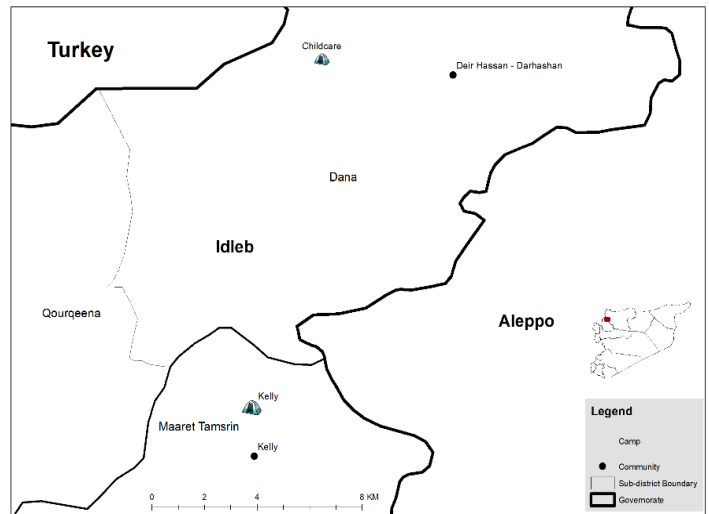 Turkey
Childcare
Deir Hassan - Darhashan
Dana
Idleb
Qourqeena
Aleppo
Kelly
Maaret Tamsrin
Kelly
0 2 4 8 KM
Legend
Camp
Community
Sub-district Boundary
Governorate